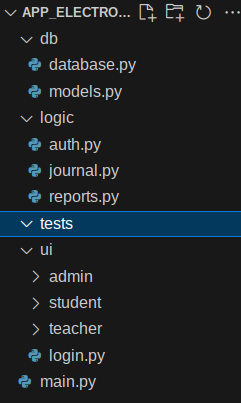 APP_ELECTRO...
db
database.py
models.py
logic
auth.py
journal.py
reports.py
tests
ui
admin
student
teacher
login.py
main.py